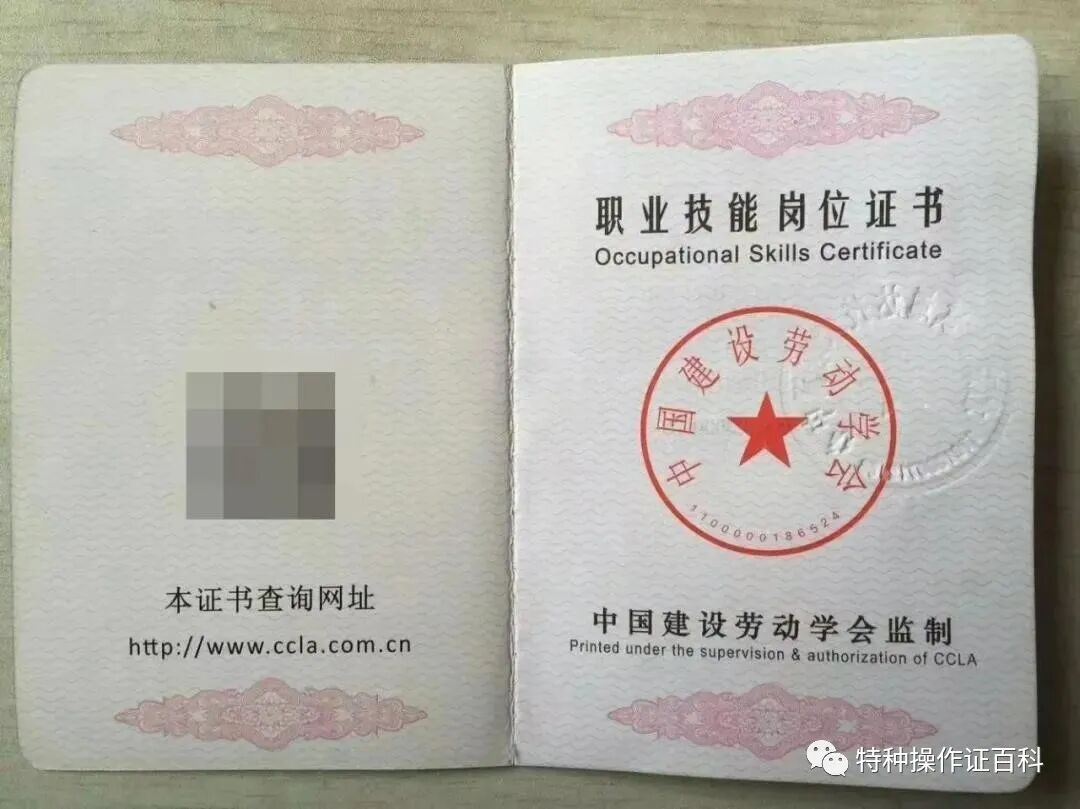 本证书查询网址
http://www.ccla.com.cn
职业技能岗位证书
Occupational Skills Certificate
中国建设劳动学会
1100000186524
中国建设劳动学会监制
Printed under the supervision & authorization of CCLA
特种操作证百科